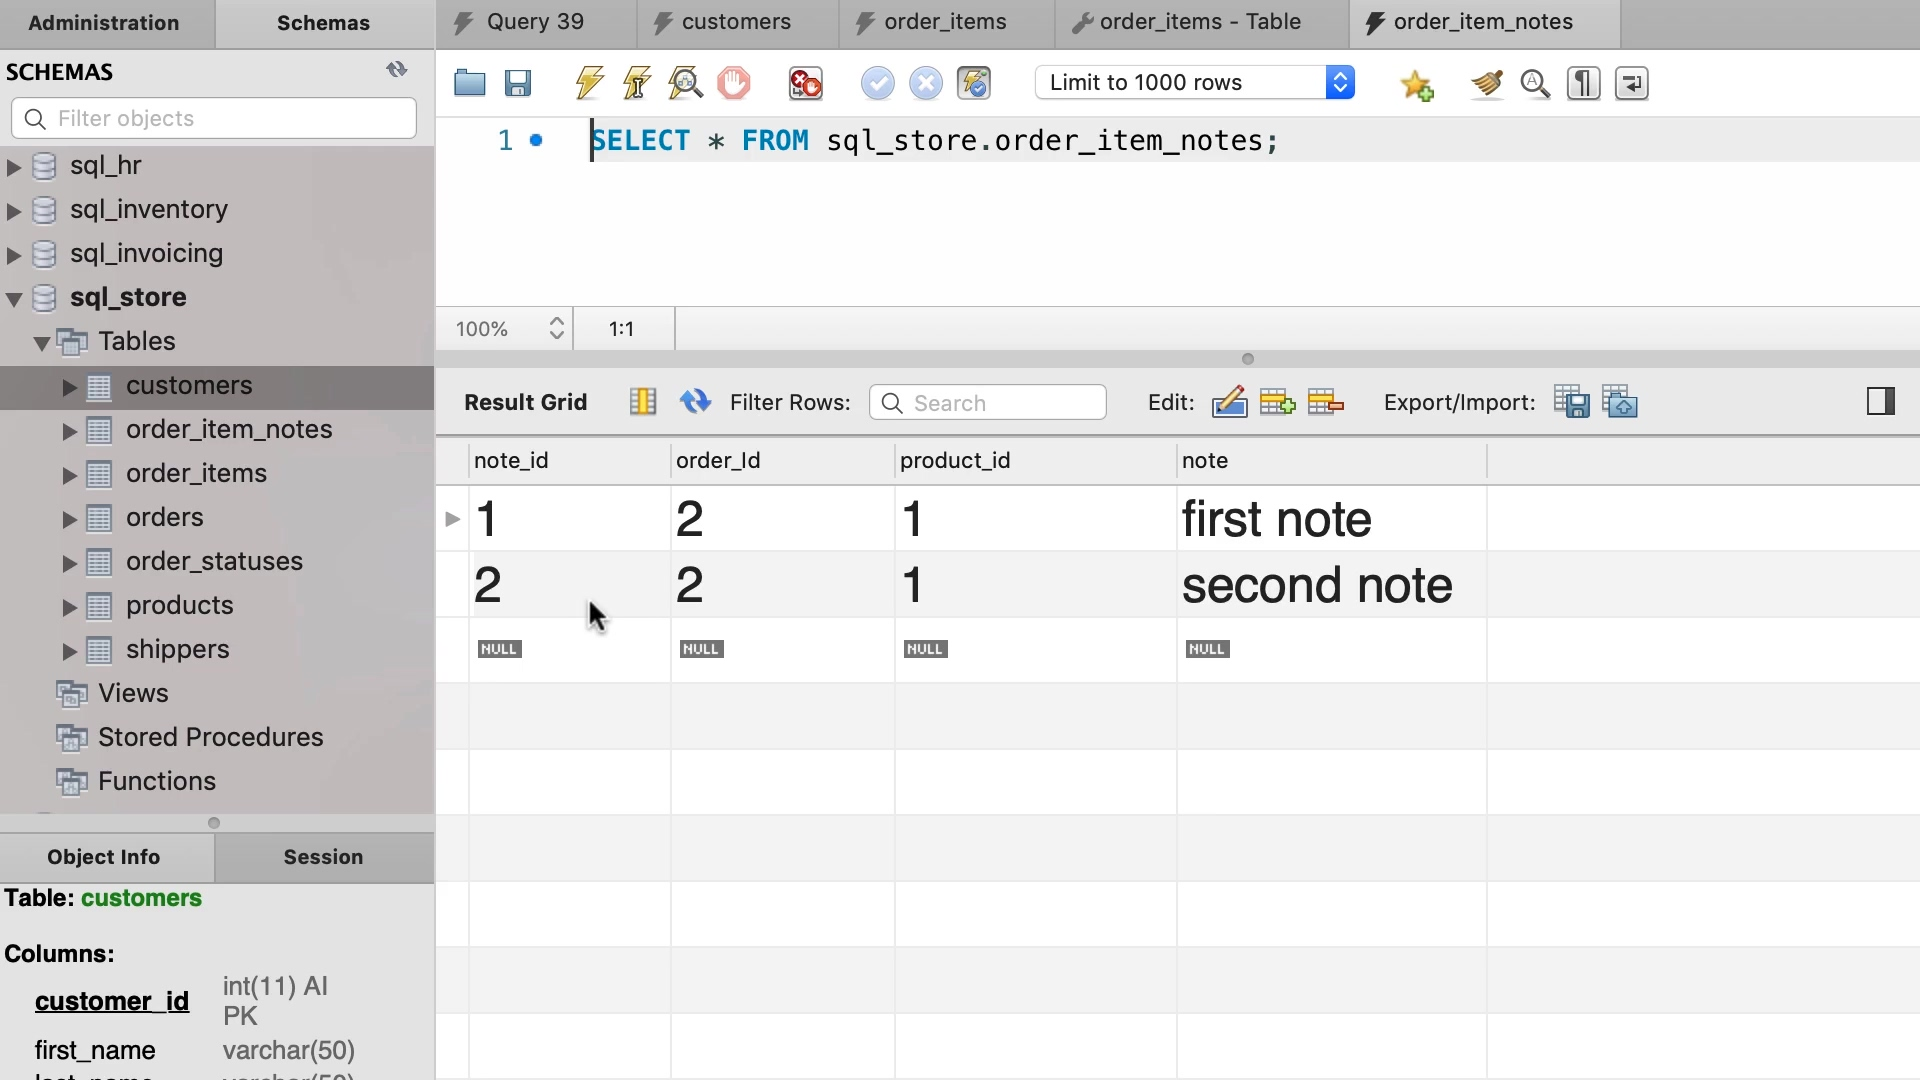 Administration
Schemas
Query 39
customers
order_items
order_items - Table
order_item_notes
SCHEMAS
Filter objects
Limit to 1000 rows
1
SELECT * FROM sql_store.order_item_notes;
sql_hr
sql_inventory
sql_invoicing
sql_store
Tables
customers
order_item_notes
order_items
orders
order_statuses
products
shippers
Views
Stored Procedures
Functions
100%
1:1
Result Grid
Filter Rows:
Search
Edit:
Export/Import:
note_id order_Id product_id note
1 2 1 first note
2 2 1 second note
NULL NULL NULL NULL
Object Info
Session
Table: customers
Columns:
customer_id int(11) AI
PK
first_name varchar(50)